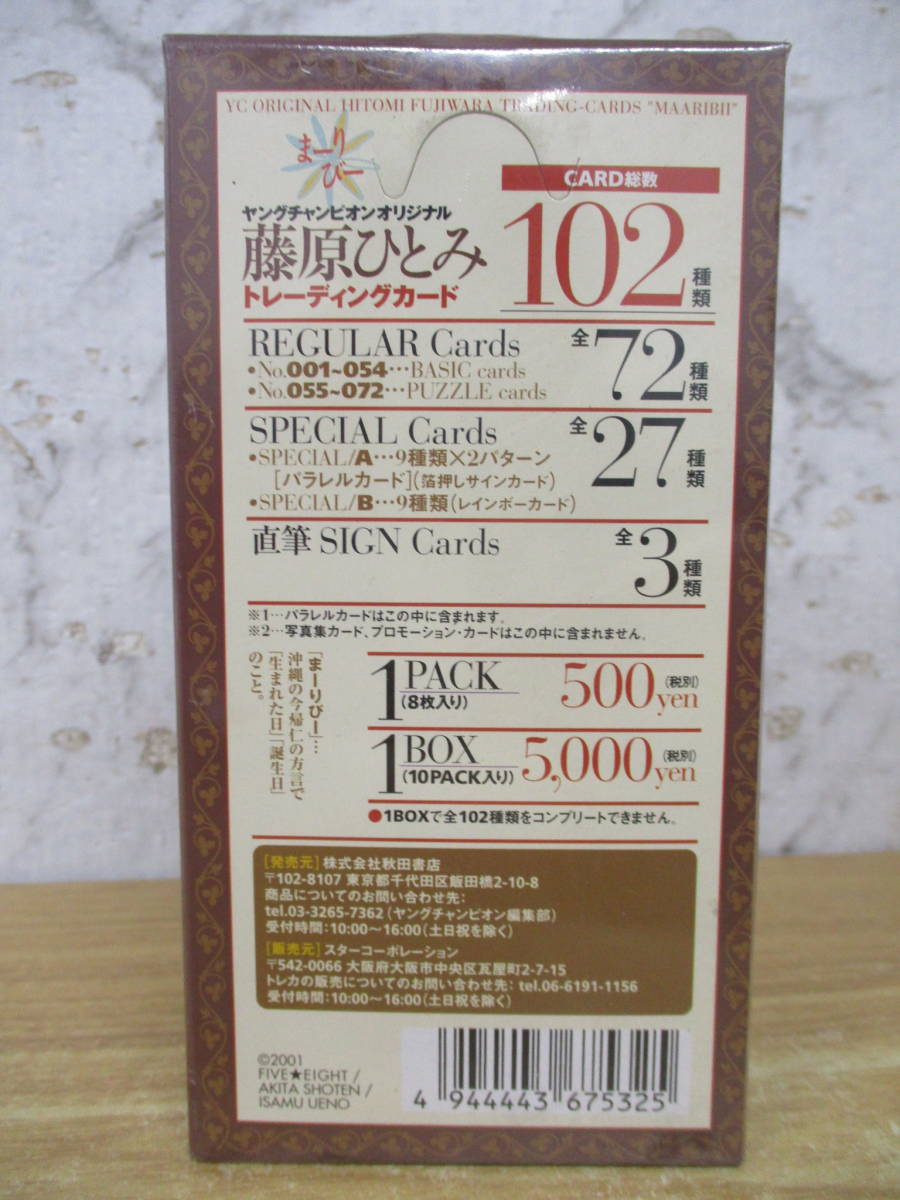 YC ORIGINAL HITOMI FUJIWARA TRADING-CARDS "MAARIBII"
まーり
びー
ヤングチャンピオンオリジナル
藤原ひとみ
トレーディングカード
CARD総数
102種類
REGULAR Cards
•No.001~054…BASIC cards
•No.055~072…PUZZLE cards
全72種類
SPECIAL Cards
•SPECIAL/A…9種類×2パターン
[パラレルカード](箔押しサインカード)
•SPECIAL/B…9種類(レインボーカード)
全27種類
直筆 SIGN Cards
全3種類
※1…パラレルカードはこの中に含まれます。
※2…写真集カード、プロモーション・カードはこの中に含まれません。
「まーりびー」…
沖縄の今帰仁の方言で
「生まれた日」「誕生日」
のこと。
1PACK
(8枚入り)
500yen
(税別)
1BOX
(10PACK入り)
5,000yen
(税別)
●1BOXで全102種類をコンプリートできません。
[発売元]株式会社秋田書店
〒102-8107 東京都千代田区飯田橋2-10-8
商品についてのお問い合わせ先:
tel.03-3265-7362(ヤングチャンピオン編集部)
受付時間:10:00~16:00(土日祝を除く)
[販売元]スターコーポレーション
〒542-0066 大阪府大阪市中央区瓦屋町2-7-15
トレカの販売についてのお問い合わせ先:tel.06-6191-1156
受付時間:10:00~16:00(土日祝を除く)
©2001
FIVE★EIGHT /
AKITA SHOTEN /
ISAMU UENO
4 944443 675325